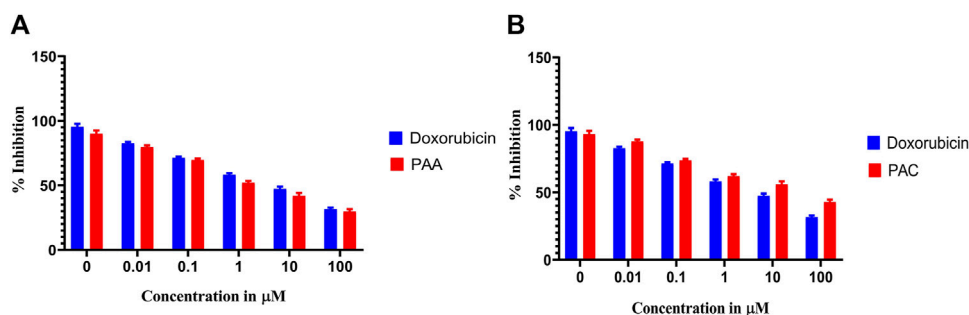 A
150
100
50
0
% Inhibition
0 0.01 0.1 1 10 100
Concentration in μM
Doxorubicin
PAA
B
150
100
50
0
% Inhibition
0 0.01 0.1 1 10 100
Concentration in μM
Doxorubicin
PAC